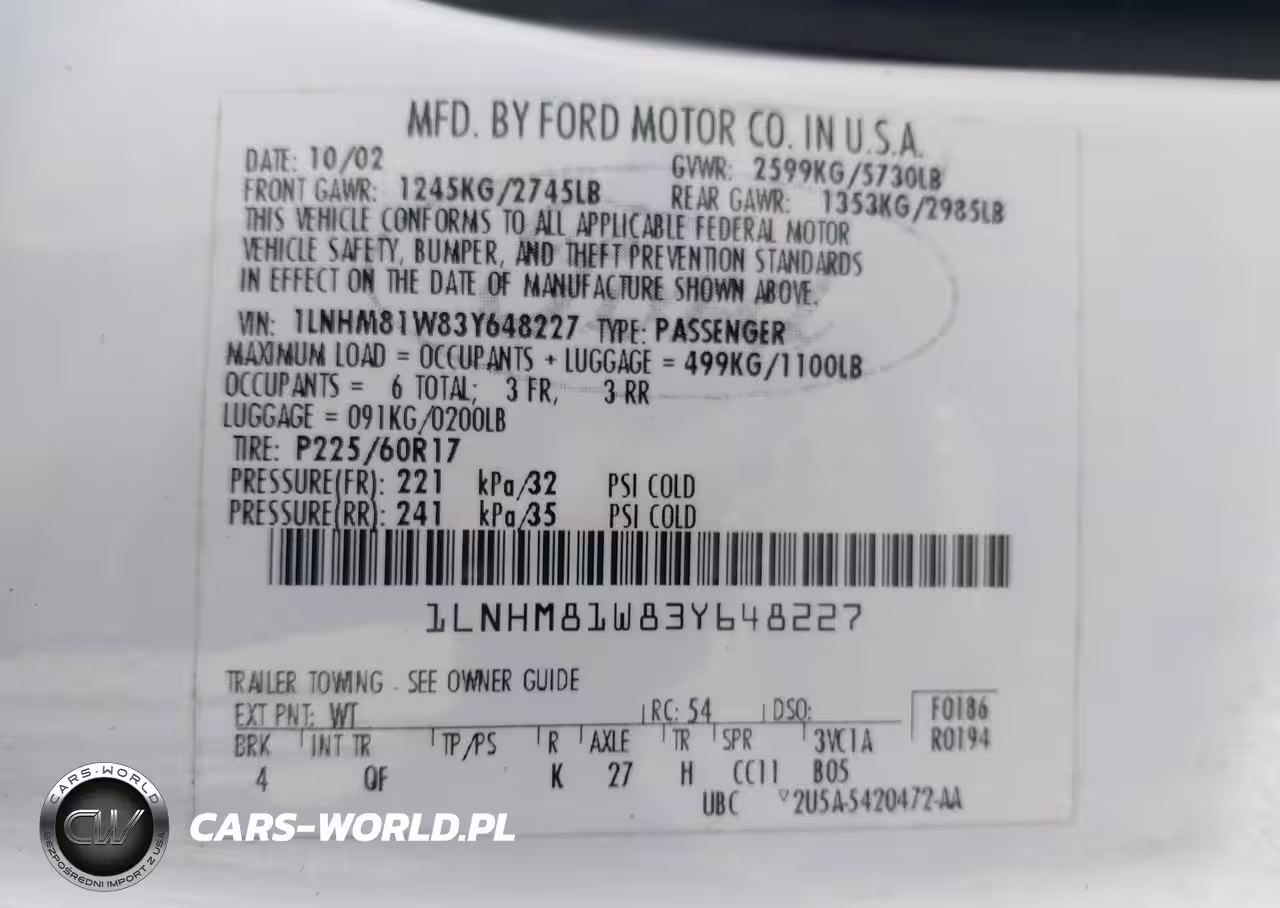 MFD. BY FORD MOTOR CO. IN U.S.A.
DATE: 10/02 GVWR: 2599KG/5730LB
FRONT GAWR: 1245KG/2745LB REAR GAWR: 1353KG/2985LB
THIS VEHICLE CONFORMS TO ALL APPLICABLE FEDERAL MOTOR
VEHICLE SAFETY, BUMPER, AND THEFT PREVENTION STANDARDS
IN EFFECT ON THE DATE OF MANUFACTURE SHOWN ABOVE.
VIN: 1LNHM81W83Y648227 TYPE: PASSENGER
MAXIMUM LOAD = OCCUPANTS + LUGGAGE = 499KG/1100LB
OCCUPANTS = 6 TOTAL; 3 FR, 3 RR
LUGGAGE = 091KG/0200LB
TIRE: P225/60R17
PRESSURE(FR): 221 kPa/32 PSI COLD
PRESSURE(RR): 241 kPa/35 PSI COLD
1LNHM81W83Y648227
TRAILER TOWING - SEE OWNER GUIDE
EXT PNT: WT RC: 54 DSO: F0186
BRK INT TR TP/PS R AXLE TR SPR 3VC1A R0194
4 QF K 27 H CC11 B05
UBC ▽2U5A-5420472-AA
CARS-WORLD
CW
BEZPOŚREDNI IMPORT Z USA
CARS-WORLD.PL